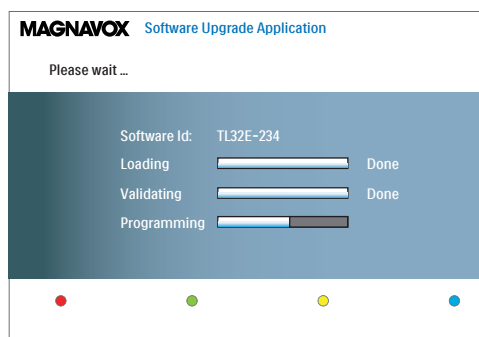 MAGNAVOX Software Upgrade Application
Please wait ...
Software Id: TL32E-234
Loading Done
Validating Done
Programming